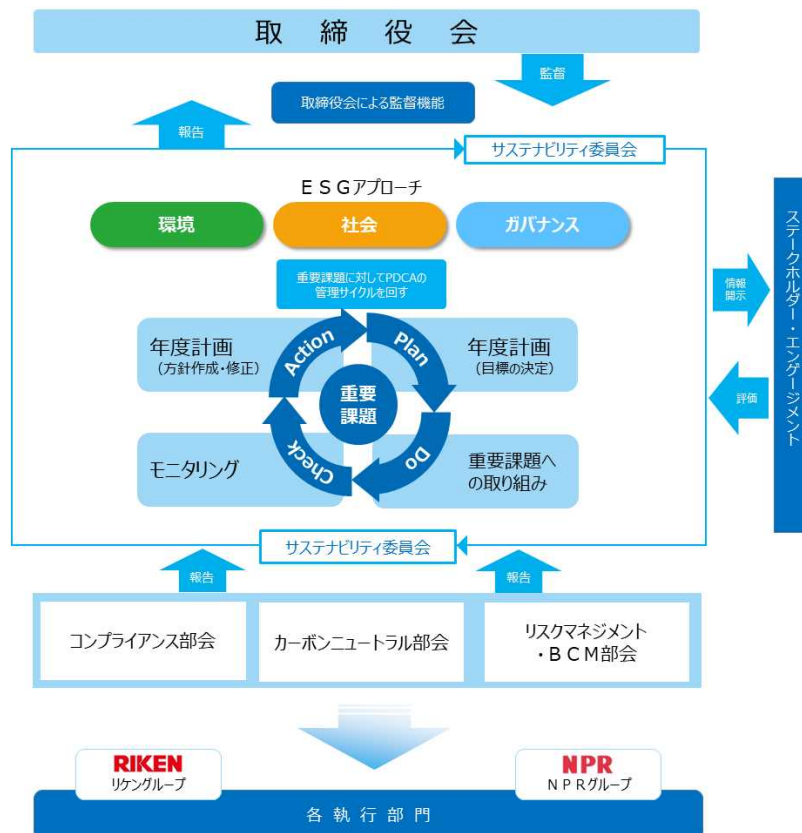 取締役会
監督
取締役会による監督機能
報告
サステナビリティ委員会
ESGアプローチ
環境
社会
ガバナンス
重要課題に対してPDCAの
管理サイクルを回す
年度計画
(方針作成・修正)
Action
Plan
年度計画
(目標の決定)
重要
課題
モニタリング
Check
Do
重要課題へ
の取り組み
情報
開示
評価
ステークホルダー・エンゲージメント
サステナビリティ委員会
報告
報告
コンプライアンス部会
カーボンニュートラル部会
リスクマネジメント
・BCM部会
RIKEN
リケングループ
NPR
NPRグループ
各執行部門